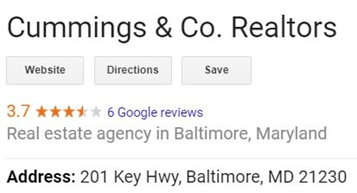 Cummings & Co. Realtors
Website Directions Save
3.7 6 Google reviews
Real estate agency in Baltimore, Maryland
Address: 201 Key Hwy, Baltimore, MD 21230